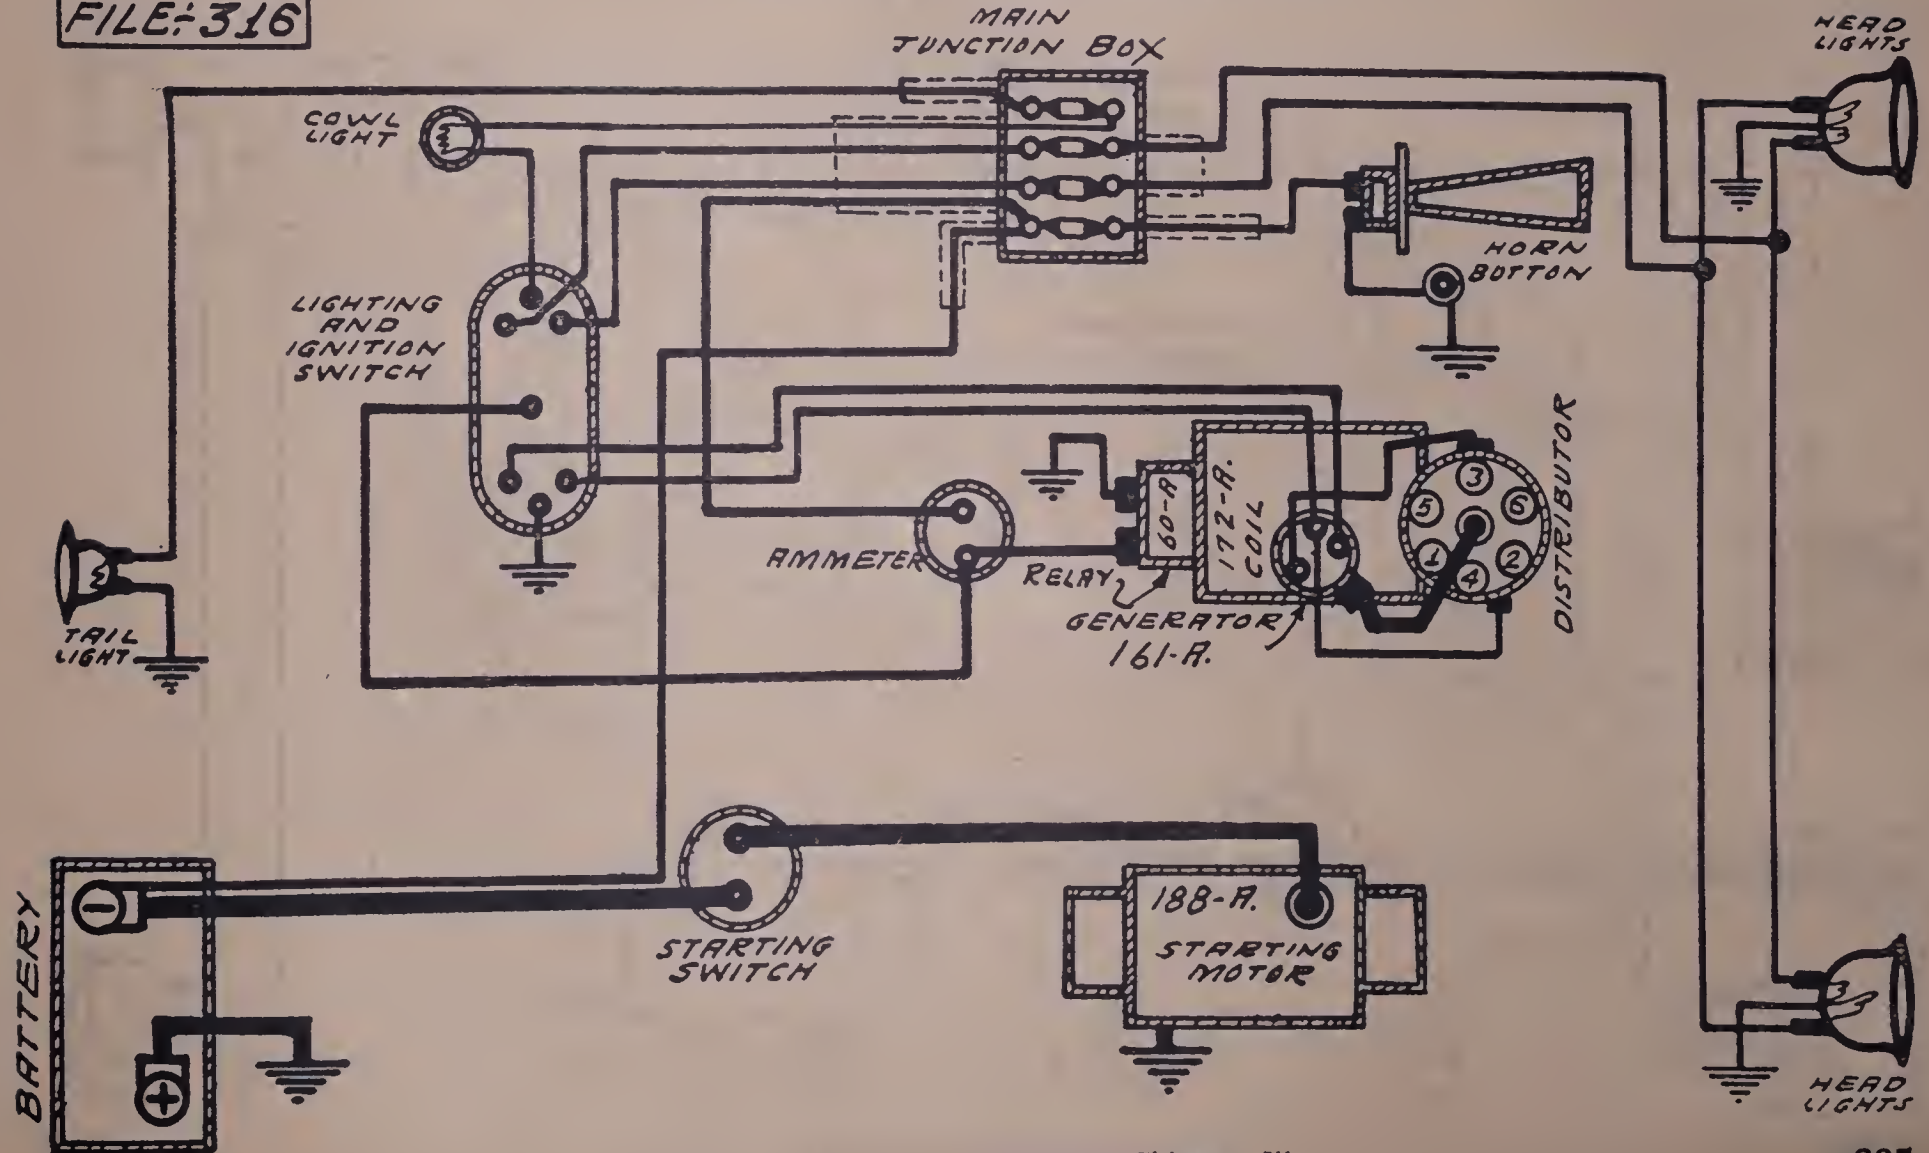 FILE:-316
MAIN
JUNCTION BOX
HEAD
LIGHTS
COWL
LIGHT
HORN
BUTTON
LIGHTING
AND
IGNITION
SWITCH
DISTRIBUTOR
3
5
6
1
2
4
60-A
172-A.
COIL
AMMETER
RELAY
GENERATOR
161-A.
TAIL
LIGHT
BATTERY
-
+
STARTING
SWITCH
188-A.
STARTING
MOTOR
HEAD
LIGHTS